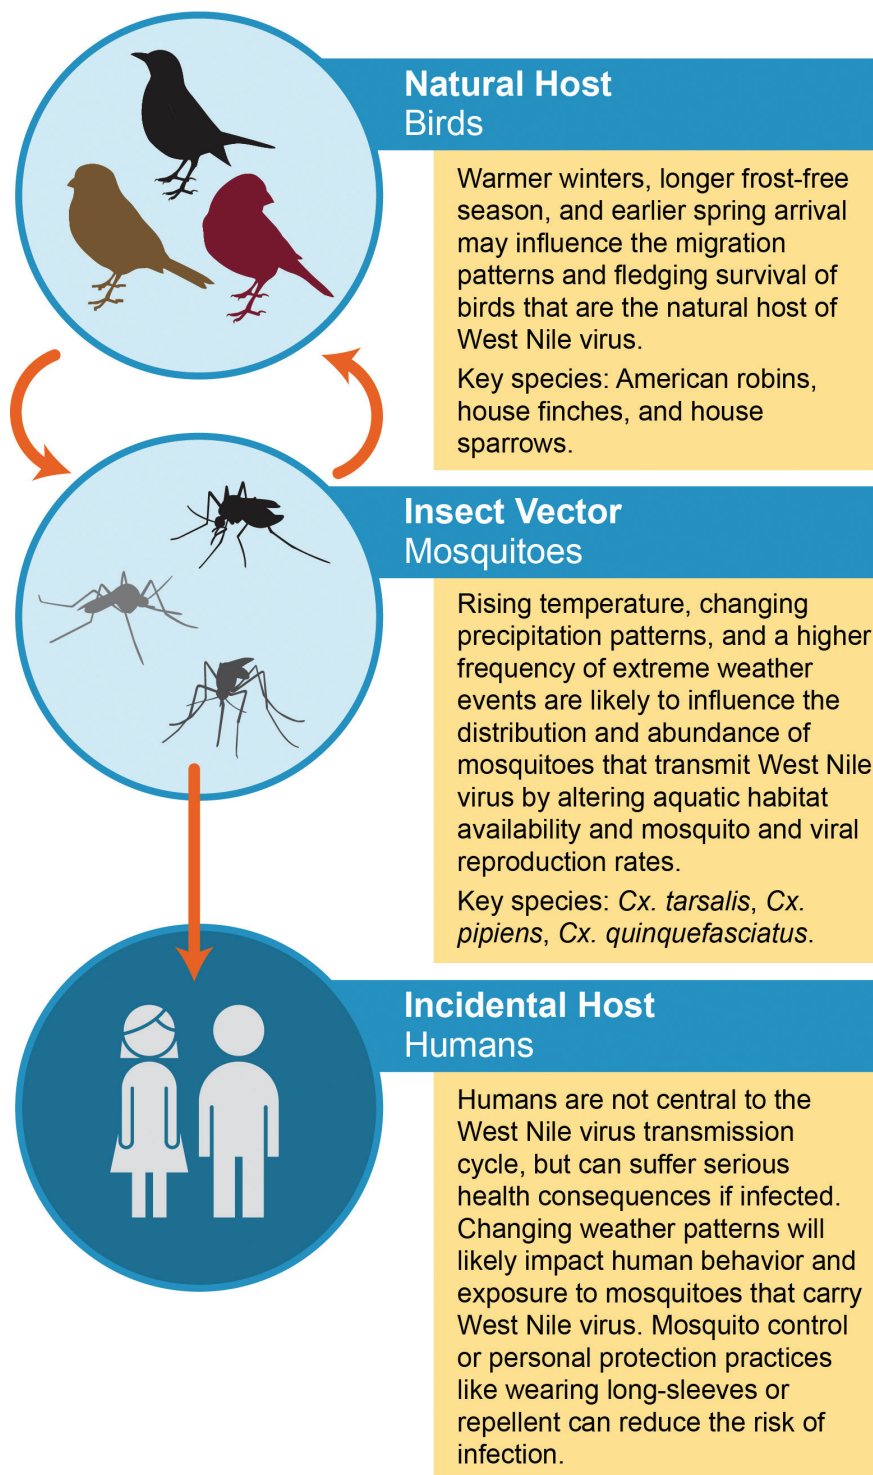 Natural Host
Birds
Warmer winters, longer frost-free
season, and earlier spring arrival
may influence the migration
patterns and fledging survival of
birds that are the natural host of
West Nile virus.
Key species: American robins,
house finches, and house
sparrows.
Insect Vector
Mosquitoes
Rising temperature, changing
precipitation patterns, and a higher
frequency of extreme weather
events are likely to influence the
distribution and abundance of
mosquitoes that transmit West Nile
virus by altering aquatic habitat
availability and mosquito and viral
reproduction rates.
Key species: Cx. tarsalis, Cx.
pipiens, Cx. quinquefasciatus.
Incidental Host
Humans
Humans are not central to the
West Nile virus transmission
cycle, but can suffer serious
health consequences if infected.
Changing weather patterns will
likely impact human behavior and
exposure to mosquitoes that carry
West Nile virus. Mosquito control
or personal protection practices
like wearing long-sleeves or
repellent can reduce the risk of
infection.